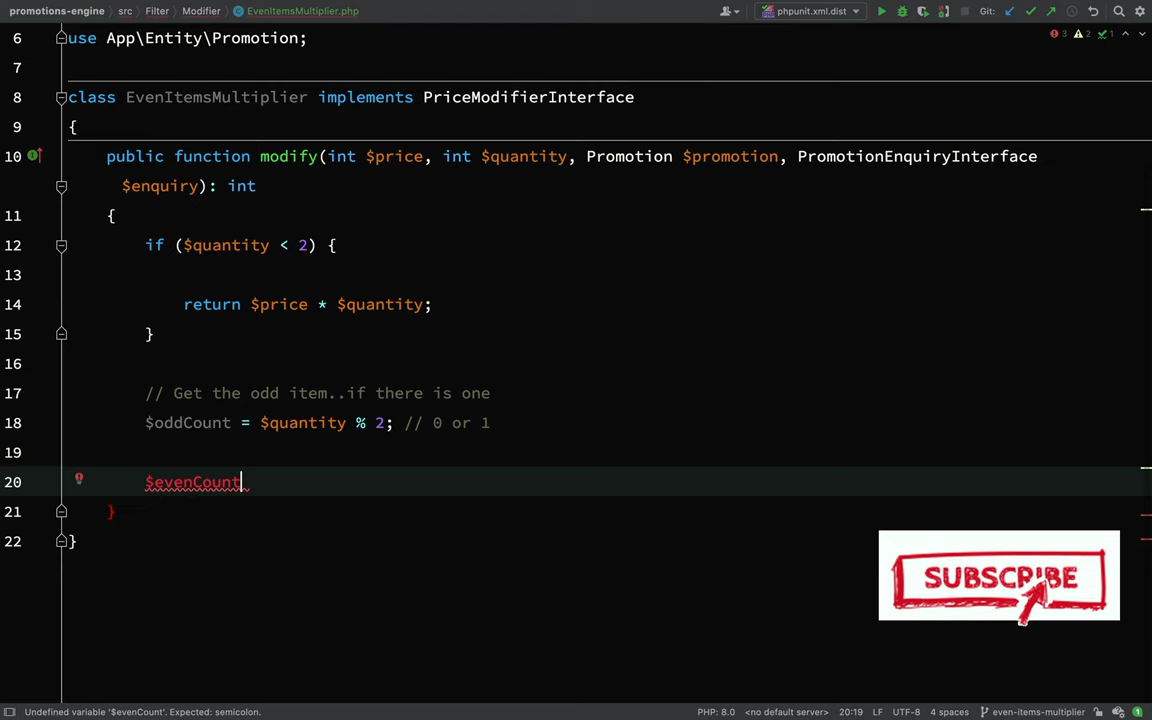 promotions-engine src Filter Modifier EvenItemsMultiplier.php phpunit.xml.dist Git:
6 use App\Entity\Promotion; 3 2 1
7
8 class EvenItemsMultiplier implements PriceModifierInterface
9 {
10 public function modify(int $price, int $quantity, Promotion $promotion, PromotionEnquiryInterface
$enquiry): int
11 {
12 if ($quantity < 2) {
13
14 return $price * $quantity;
15 }
16
17 // Get the odd item..if there is one
18 $oddCount = $quantity % 2; // 0 or 1
19
20 $evenCount
21 }
22 }
SUBSCRIBE
Undefined variable '$evenCount'. Expected: semicolon. PHP: 8.0 <no default server> 20:19 LF UTF-8 4 spaces even-items-multiplier 1